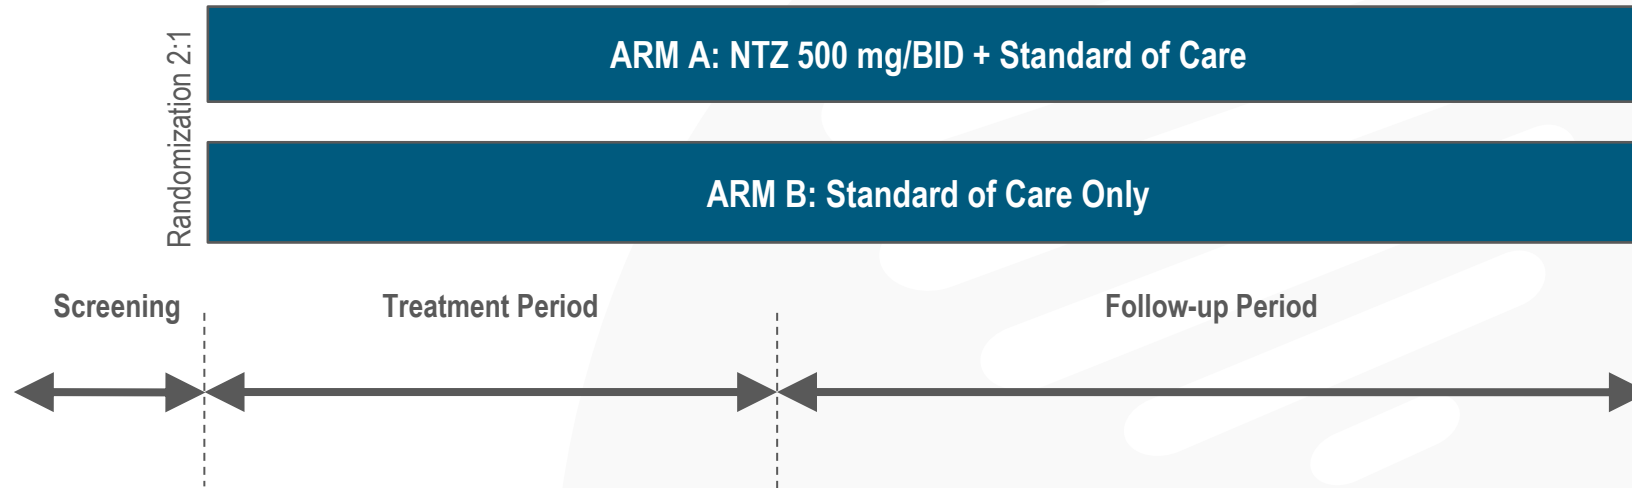 Randomization 2:1
ARM A: NTZ 500 mg/BID + Standard of Care
ARM B: Standard of Care Only
Screening
Treatment Period
Follow-up Period